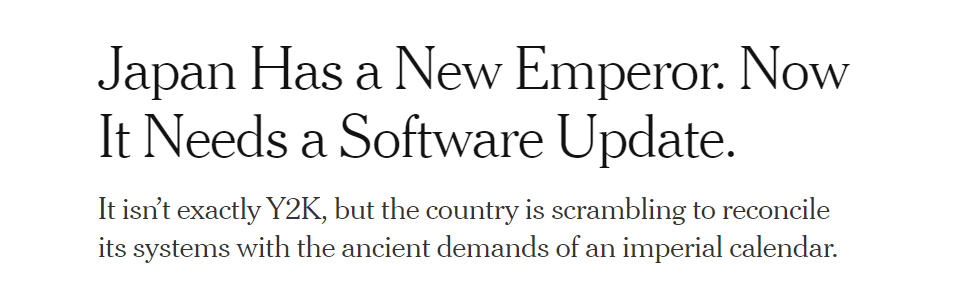 Japan Has a New Emperor. Now
It Needs a Software Update.
It isn’t exactly Y2K, but the country is scrambling to reconcile
its systems with the ancient demands of an imperial calendar.